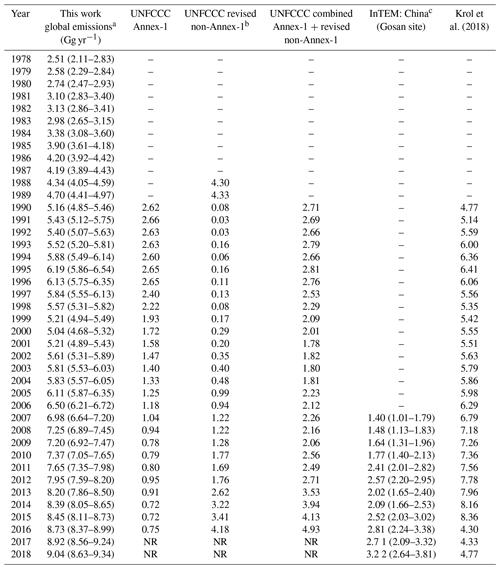 Year This work UNFCCC UNFCCC revised UNFCCC combined InTEM: Chinaᶜ Krol et
global emissionsᵃ Annex-1 non-Annex-1ᵇ Annex-1 + revised (Gosan site) al. (2018)
(Gg yr⁻¹) non-Annex-1
1978 2.51 (2.11–2.83) – – – – –
1979 2.58 (2.29–2.84) – – – – –
1980 2.74 (2.47–2.93) – – – – –
1981 3.10 (2.83–3.40) – – – – –
1982 3.13 (2.86–3.41) – – – – –
1983 2.98 (2.65–3.15) – – – – –
1984 3.38 (3.08–3.60) – – – – –
1985 3.90 (3.61–4.18) – – – – –
1986 4.20 (3.92–4.42) – – – – –
1987 4.19 (3.89–4.43) – – – – –
1988 4.34 (4.05–4.59) – 4.30 – – –
1989 4.70 (4.41–4.97) – 4.33 – – –
1990 5.16 (4.85–5.46) 2.62 0.08 2.71 – 4.77
1991 5.43 (5.12–5.75) 2.66 0.03 2.69 – 5.14
1992 5.40 (5.07–5.63) 2.63 0.03 2.66 – 5.59
1993 5.52 (5.20–5.81) 2.63 0.16 2.79 – 6.00
1994 5.88 (5.49–6.14) 2.60 0.06 2.66 – 6.36
1995 6.19 (5.86–6.54) 2.65 0.16 2.81 – 6.41
1996 6.13 (5.75–6.35) 2.65 0.11 2.76 – 6.06
1997 5.84 (5.55–6.13) 2.40 0.13 2.53 – 5.56
1998 5.57 (5.31–5.82) 2.22 0.08 2.29 – 5.35
1999 5.21 (4.94–5.49) 1.93 0.17 2.09 – 5.42
2000 5.04 (4.68–5.32) 1.72 0.29 2.01 – 5.55
2001 5.21 (4.89–5.43) 1.58 0.20 1.78 – 5.51
2002 5.61 (5.31–5.89) 1.47 0.35 1.82 – 5.63
2003 5.81 (5.53–6.03) 1.40 0.40 1.80 – 5.79
2004 5.83 (5.57–6.05) 1.33 0.48 1.81 – 5.86
2005 6.11 (5.87–6.35) 1.25 0.99 2.23 – 5.98
2006 6.50 (6.21–6.72) 1.18 0.94 2.12 – 6.29
2007 6.98 (6.64–7.20) 1.04 1.22 2.26 1.40 (1.01–1.79) 6.79
2008 7.25 (6.89–7.45) 0.94 1.22 2.16 1.48 (1.13–1.83) 7.18
2009 7.20 (6.92–7.47) 0.78 1.28 2.06 1.64 (1.31–1.96) 7.26
2010 7.37 (7.05–7.65) 0.79 1.77 2.56 1.77 (1.40–2.13) 7.36
2011 7.65 (7.35–7.98) 0.80 1.69 2.49 2.41 (2.01–2.82) 7.56
2012 7.95 (7.59–8.20) 0.95 1.76 2.71 2.57 (2.20–2.95) 7.78
2013 8.20 (7.86–8.50) 0.91 2.62 3.53 2.02 (1.65–2.40) 7.96
2014 8.39 (8.05–8.65) 0.72 3.22 3.94 2.09 (1.66–2.53) 8.16
2015 8.45 (8.11–8.73) 0.72 3.41 4.13 2.52 (2.03–3.02) 8.36
2016 8.73 (8.37–8.99) 0.75 4.18 4.93 2.81 (2.24–3.38) 4.30
2017 8.92 (8.56–9.24) NR NR NR 2.7 1 (2.09–3.32) 4.33
2018 9.04 (8.63–9.34) NR NR NR 3.2 2 (2.64–3.81) 4.77